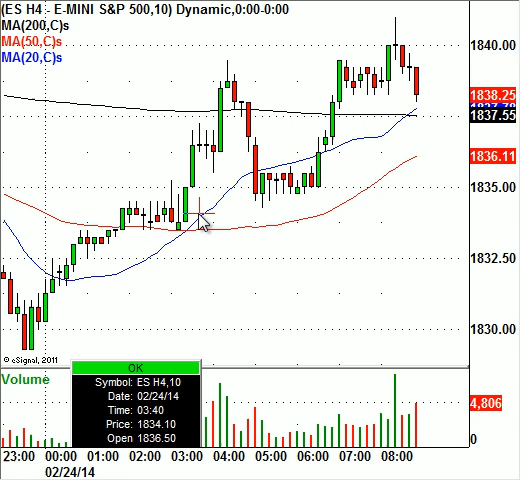 (ES H4 - E-MINI S&P 500,10) Dynamic,0:00-0:00
MA(200,C)s
MA(50,C)s
MA(20,C)s
1840.00
1838.25
1837.55
1836.11
1835.00
1832.50
1830.00
© eSignal, 2011
Volume
OK
Symbol: ES H4,10
Date: 02/24/14
Time: 03:40
Price: 1834.10
Open 1836.50
4,806
0
23:00 00:00 01:00 02:00 03:00 04:00 05:00 06:00 07:00 08:00
02/24/14